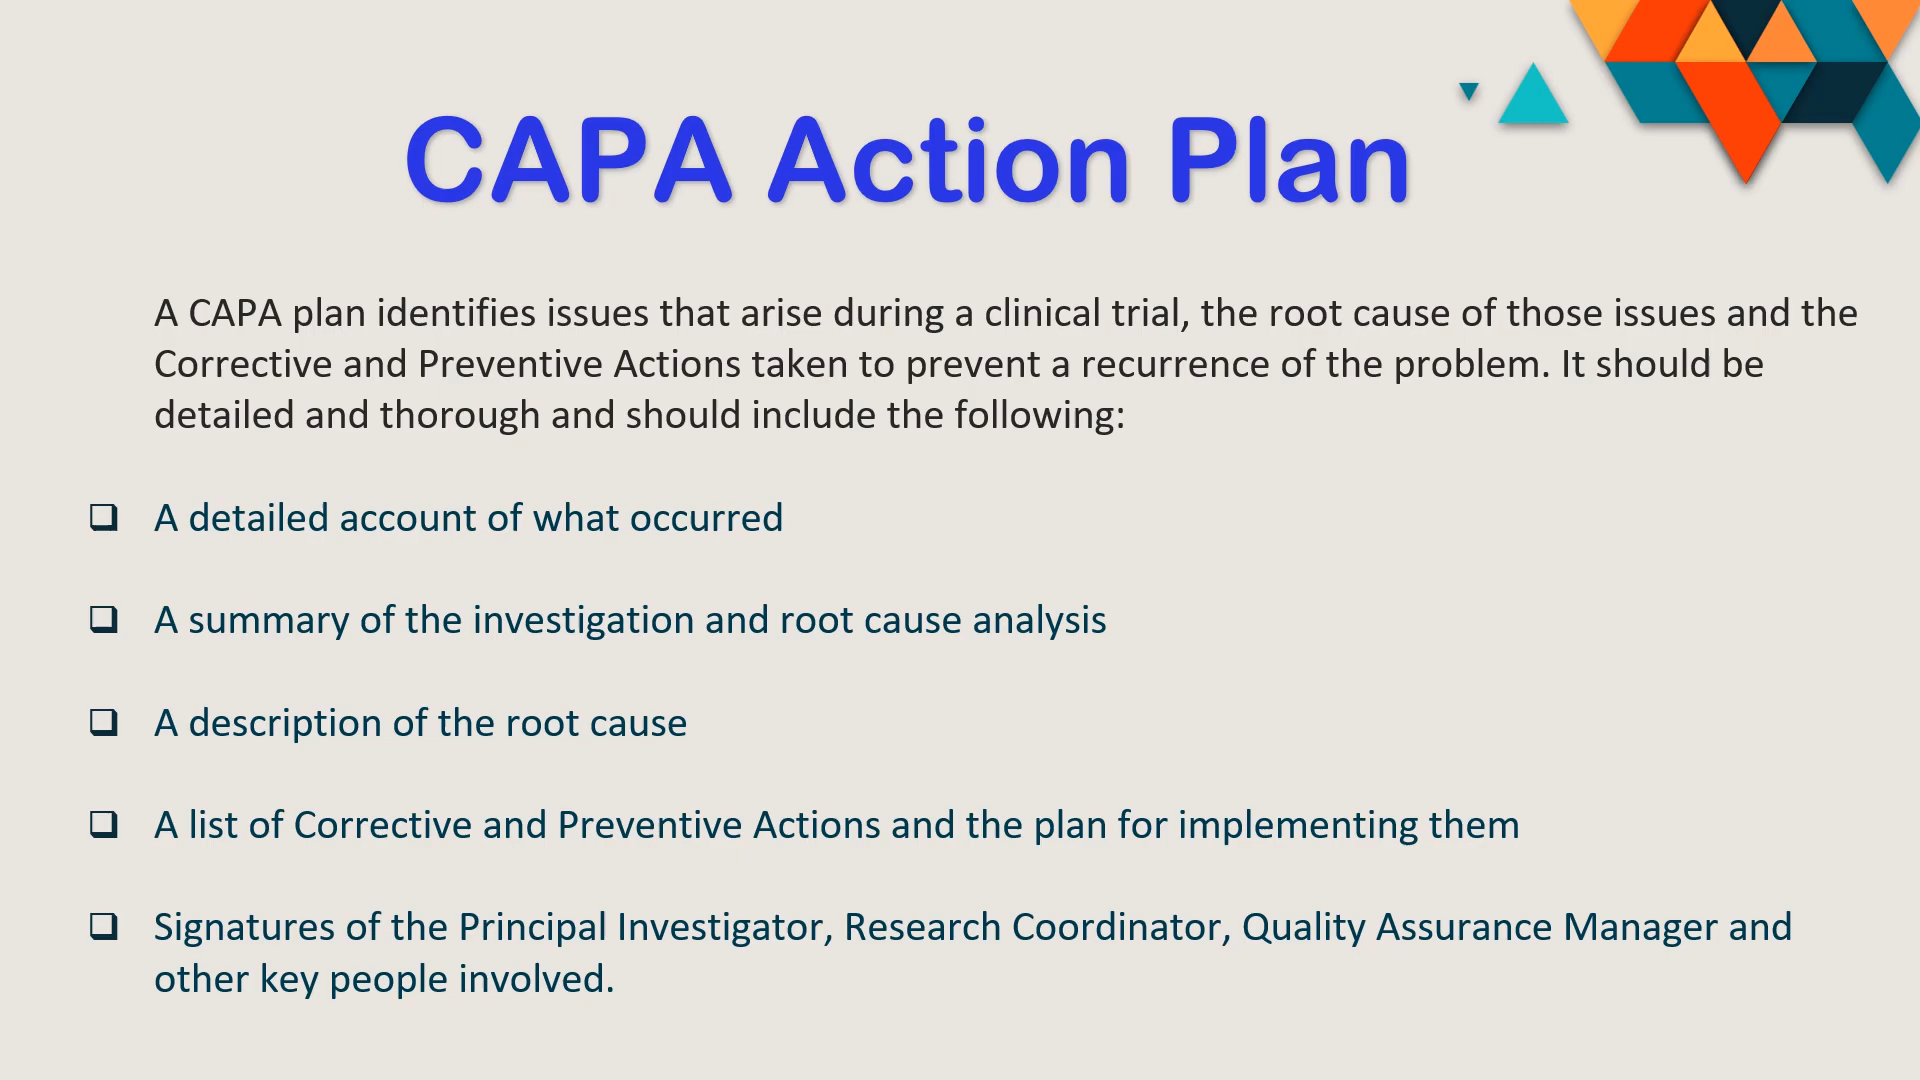 CAPA Action Plan
A CAPA plan identifies issues that arise during a clinical trial, the root cause of those issues and the
Corrective and Preventive Actions taken to prevent a recurrence of the problem. It should be
detailed and thorough and should include the following:
❑ A detailed account of what occurred
❑ A summary of the investigation and root cause analysis
❑ A description of the root cause
❑ A list of Corrective and Preventive Actions and the plan for implementing them
❑ Signatures of the Principal Investigator, Research Coordinator, Quality Assurance Manager and
other key people involved.